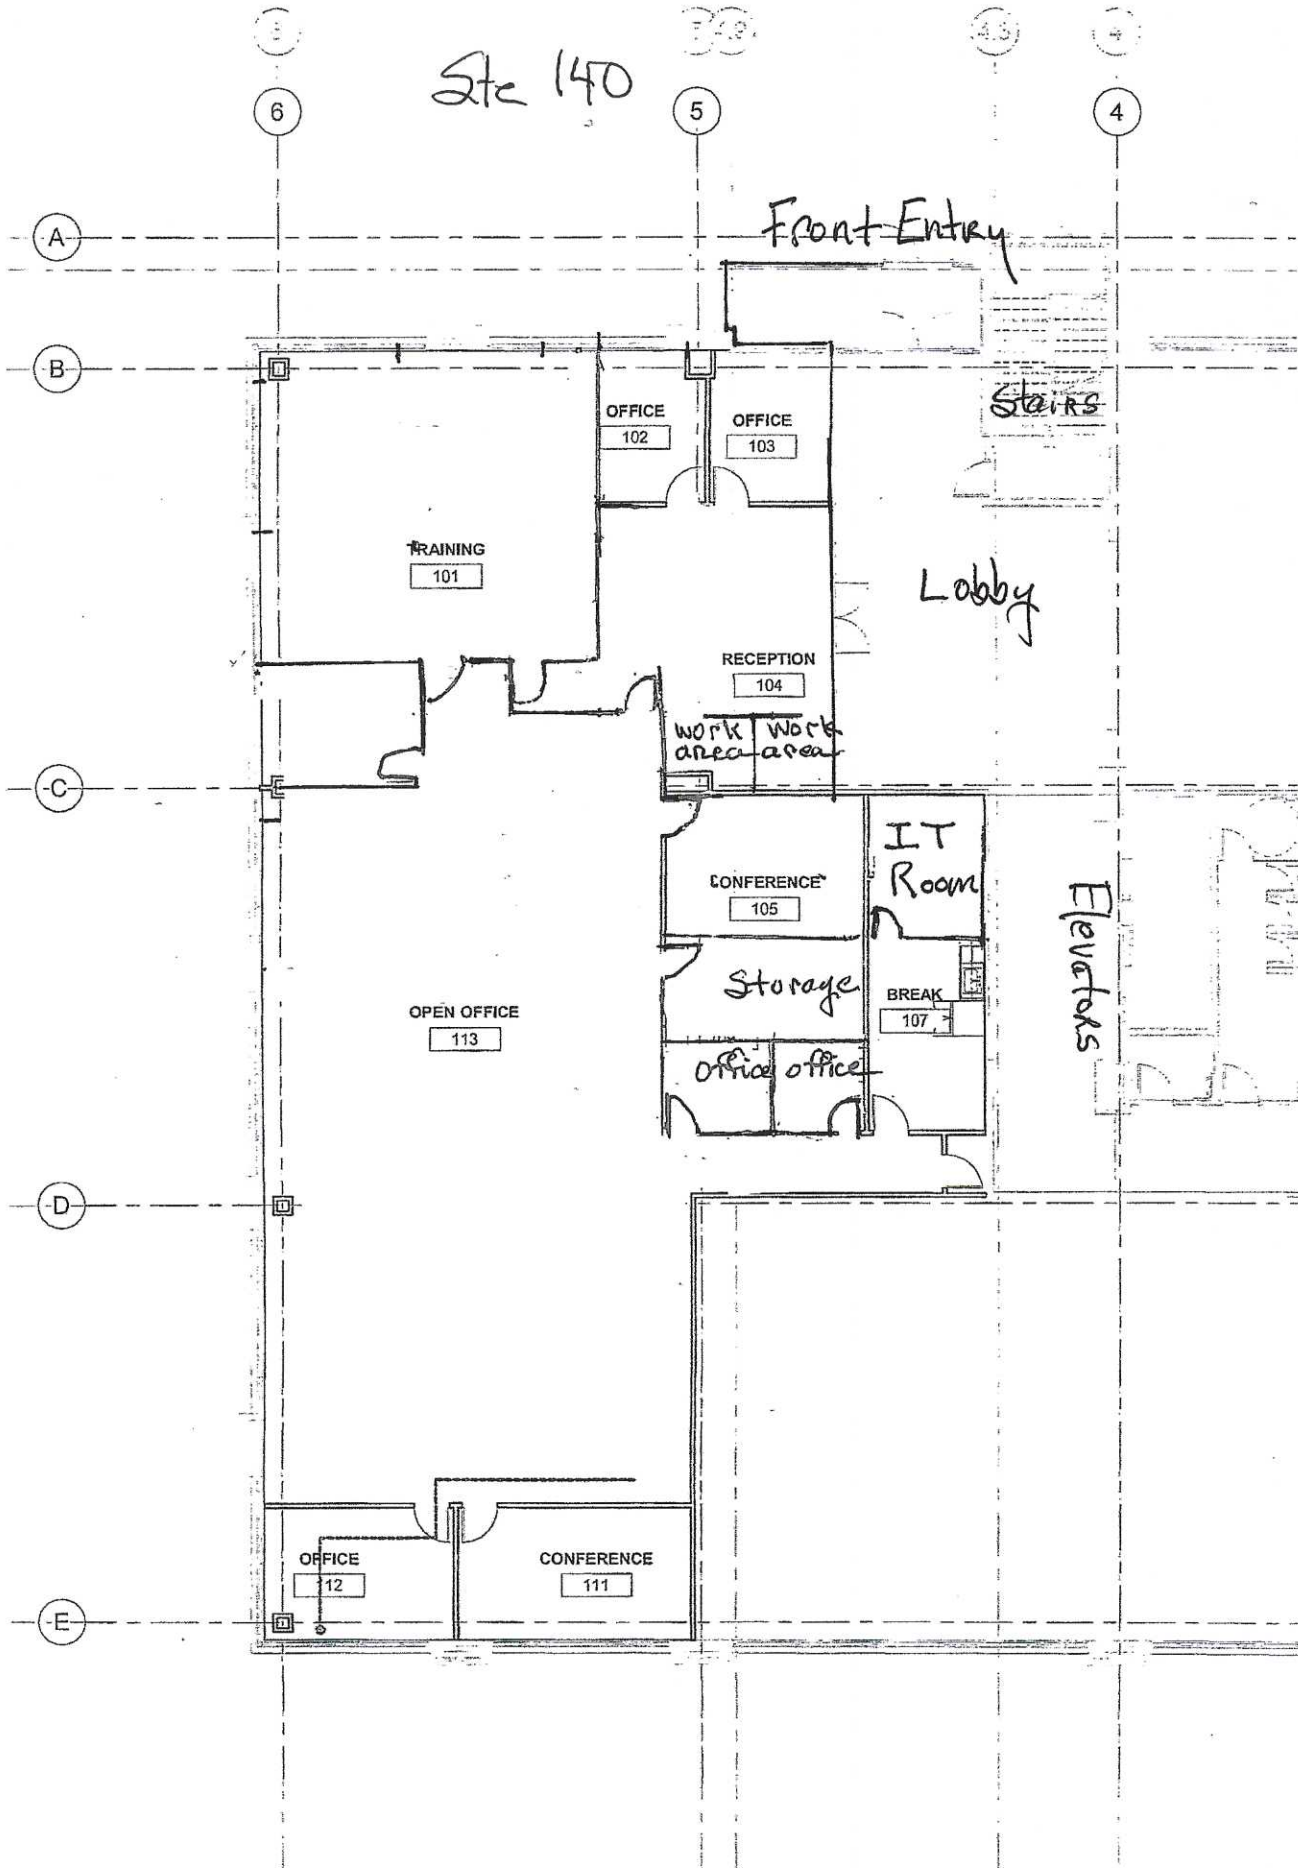 Ste 140
6
5
4
A
Front Entry
B
Stairs
OFFICE
102
OFFICE
103
TRAINING
101
Lobby
RECEPTION
104
work area
work area
C
IT Room
CONFERENCE
105
Elevators
Storage
BREAK
107
OPEN OFFICE
113
office
office
D
OFFICE
112
CONFERENCE
111
E